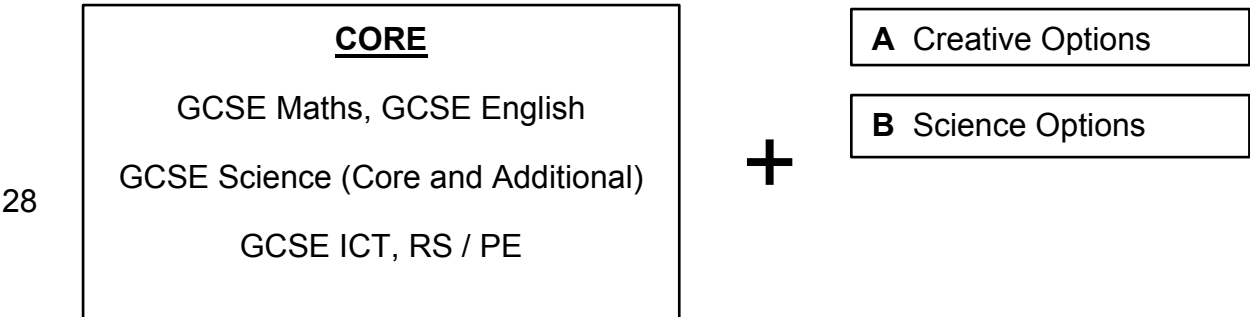 28
CORE
GCSE Maths, GCSE English
GCSE Science (Core and Additional)
GCSE ICT, RS / PE
+
A Creative Options
B Science Options